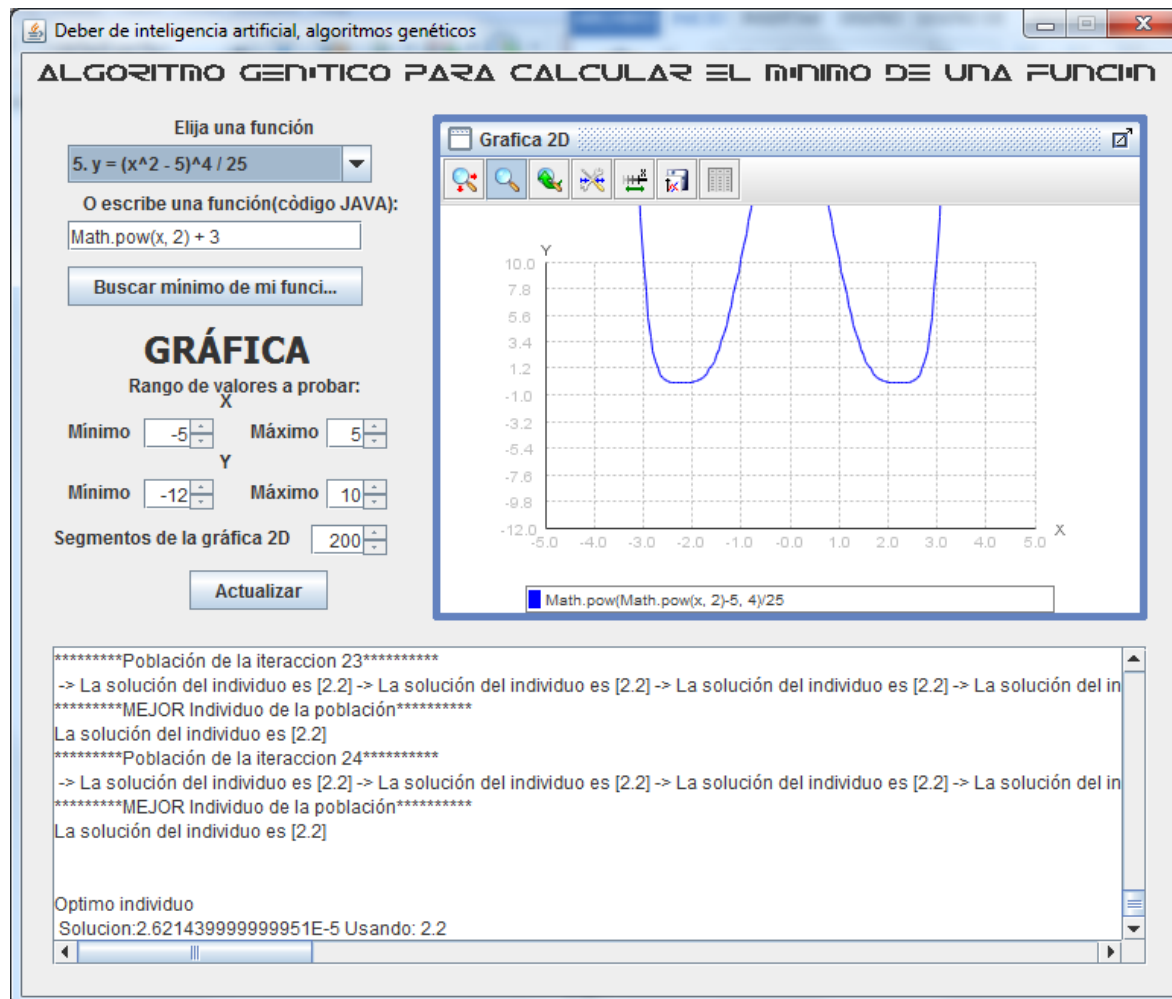 Deber de inteligencia artificial, algoritmos genéticos
ALGORITMO GENITICO PARA CALCULAR EL MINIMO DE UNA FUNCIIN
Elija una función
5. y = (x^2 - 5)^4 / 25
O escribe una función(còdigo JAVA):
Math.pow(x, 2) + 3
Buscar mínimo de mi funci...
GRÁFICA
Rango de valores a probar:
X
Mínimo -5 Máximo 5
Y
Mínimo -12 Máximo 10
Segmentos de la gráfica 2D 200
Actualizar
Grafica 2D
Y
10.0
7.8
5.6
3.4
1.2
-1.0
-3.2
-5.4
-7.6
-9.8
-12.0
-5.0 -4.0 -3.0 -2.0 -1.0 -0.0 1.0 2.0 3.0 4.0 5.0 X
Math.pow(Math.pow(x, 2)-5, 4)/25
*********Población de la iteraccion 23**********
-> La solución del individuo es [2.2] -> La solución del individuo es [2.2] -> La solución del individuo es [2.2] -> La solución del in
*********MEJOR Individuo de la población**********
La solución del individuo es [2.2]
*********Población de la iteraccion 24**********
-> La solución del individuo es [2.2] -> La solución del individuo es [2.2] -> La solución del individuo es [2.2] -> La solución del in
*********MEJOR Individuo de la población**********
La solución del individuo es [2.2]
Optimo individuo
Solucion:2.621439999999951E-5 Usando: 2.2